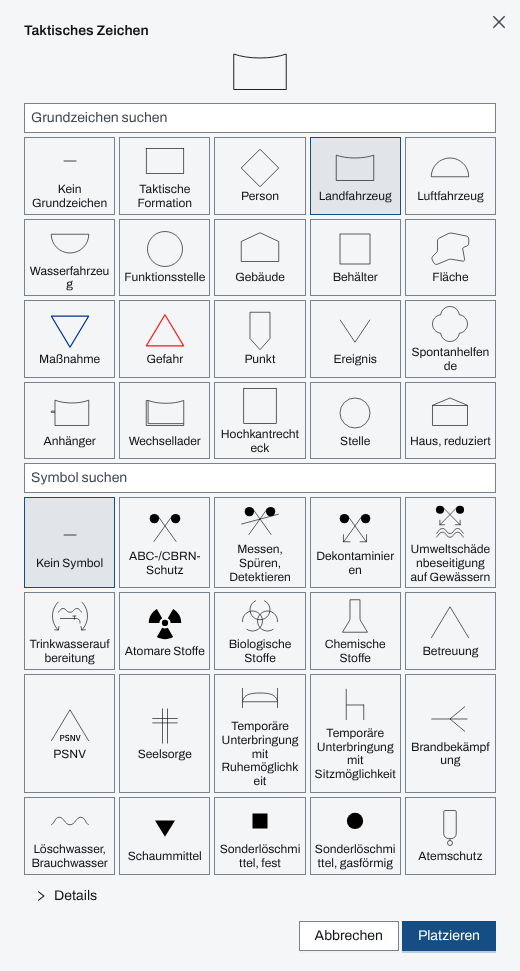 Taktisches Zeichen
Grundzeichen suchen
Kein
Grundzeichen
Taktische
Formation
Person
Landfahrzeug
Luftfahrzeug
Wasserfahrzeu
g
Funktionsstelle
Gebäude
Behälter
Fläche
Maßnahme
Gefahr
Punkt
Ereignis
Spontanhelfen
de
Anhänger
Wechsellader
Hochkantrecht
eck
Stelle
Haus, reduziert
Symbol suchen
Kein Symbol
ABC-/CBRN-
Schutz
Messen,
Spüren,
Detektieren
Dekontaminier
en
Umweltschäde
nbeseitigung
auf Gewässern
Trinkwasserauf
bereitung
Atomare Stoffe
Biologische
Stoffe
Chemische
Stoffe
Betreuung
PSNV
PSNV
Seelsorge
Temporäre
Unterbringung
mit
Ruhemöglichk
eit
Temporäre
Unterbringung
mit
Sitzmöglichkeit
Brandbekämpf
ung
Löschwasser,
Brauchwasser
Schaummittel
Sonderlöschmi
ttel, fest
Sonderlöschmi
ttel, gasförmig
Atemschutz
Details
Abbrechen
Platzieren